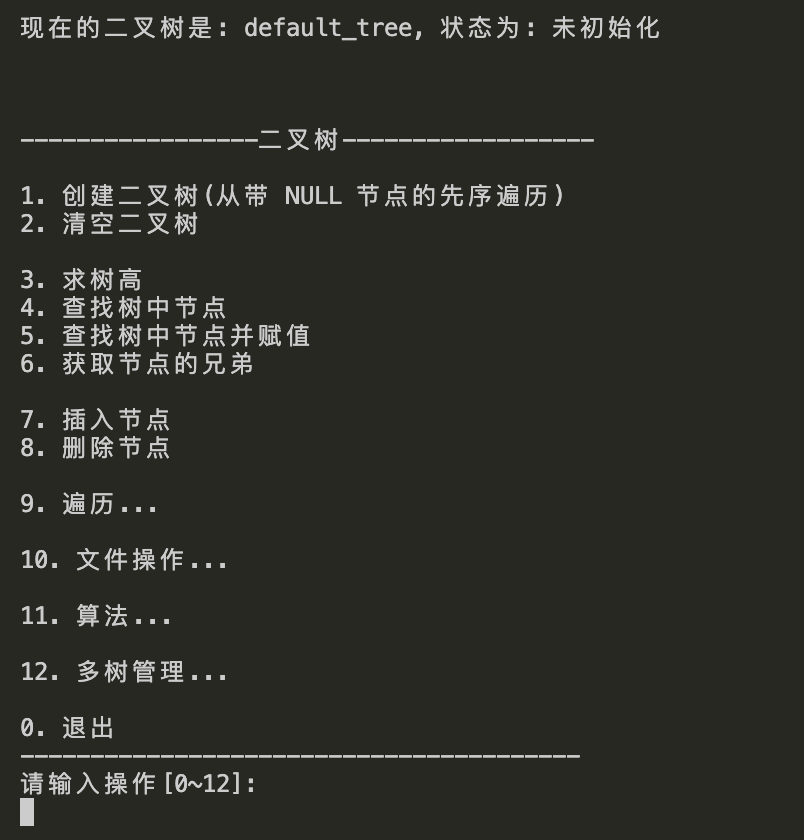 现在的二叉树是: default_tree, 状态为: 未初始化
-----------------二叉树------------------
1. 创建二叉树(从带 NULL 节点的先序遍历)
2. 清空二叉树
3. 求树高
4. 查找树中节点
5. 查找树中节点并赋值
6. 获取节点的兄弟
7. 插入节点
8. 删除节点
9. 遍历...
10. 文件操作...
11. 算法...
12. 多树管理...
0. 退出
----------------------------------------
请输入操作[0~12]: